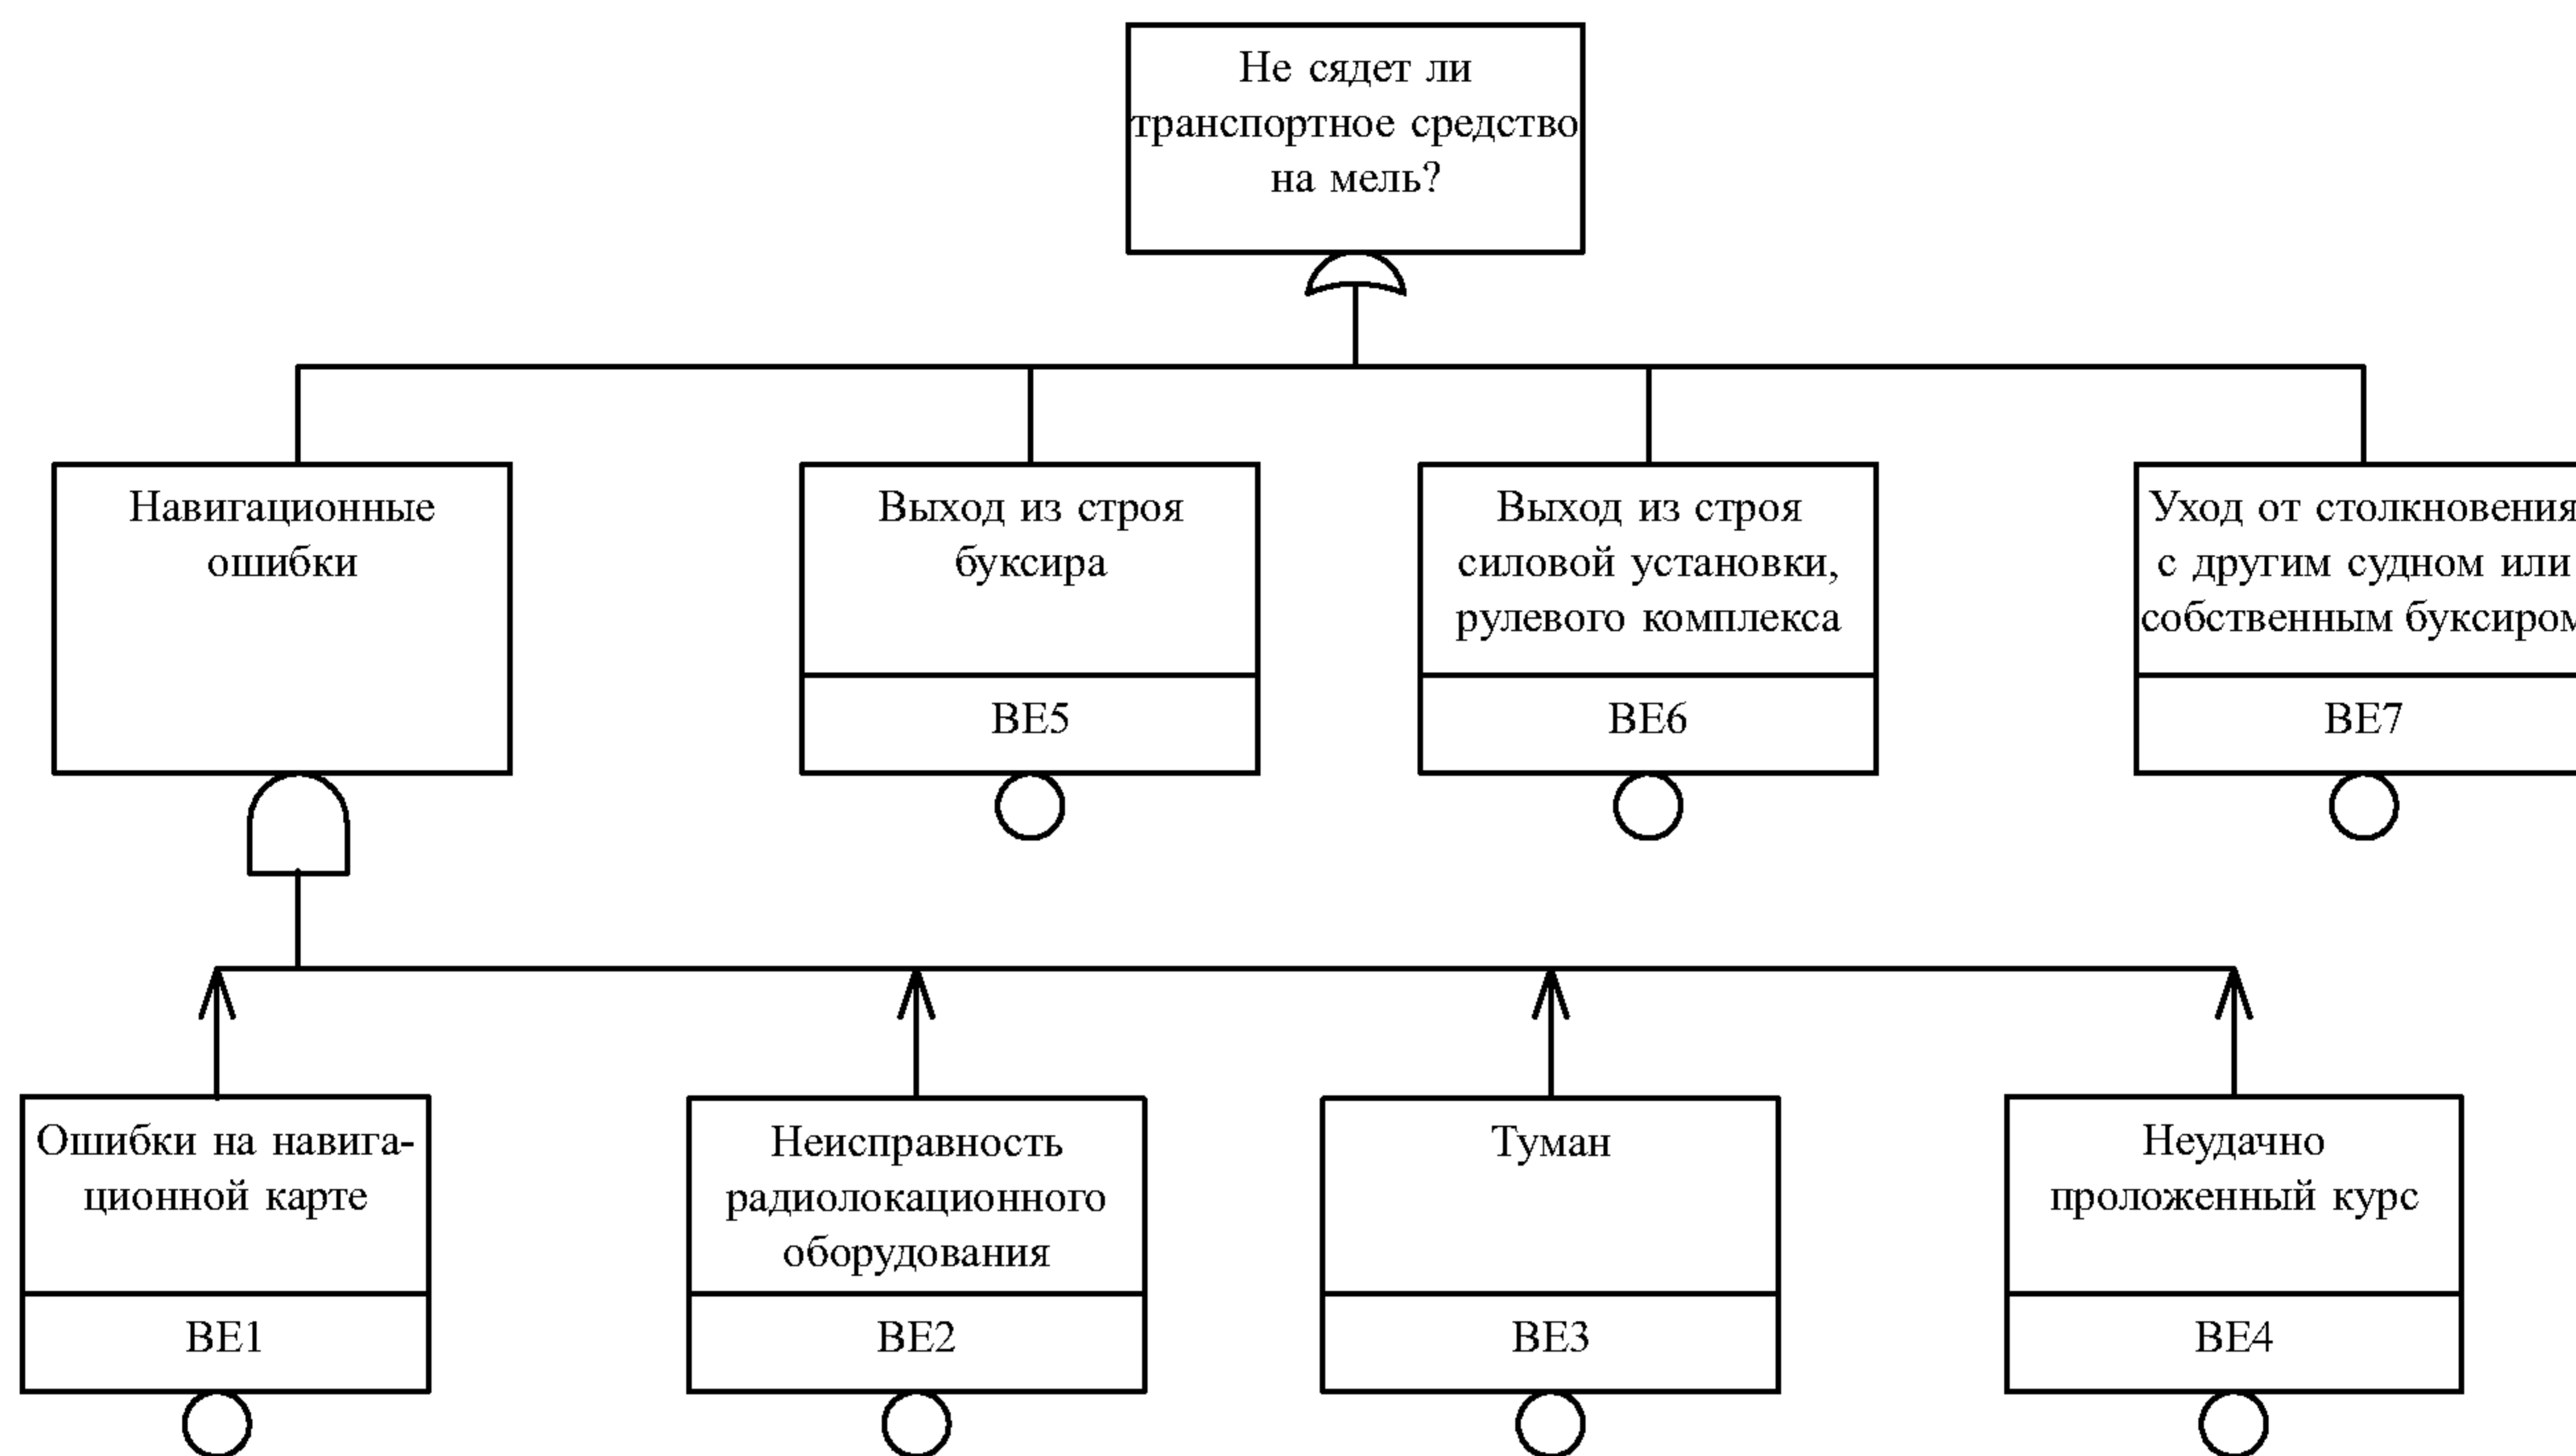 Не сядет ли
транспортное средство
на мель?
Навигационные
ошибки
Выход из строя
буксира
BE5
Выход из строя
силовой установки,
рулевого комплекса
BE6
Уход от столкновения
с другим судном или
собственным буксиром
BE7
Ошибки на навига-
ционной карте
BE1
Неисправность
радиолокационного
оборудования
BE2
Туман
BE3
Неудачно
проложенный курс
BE4